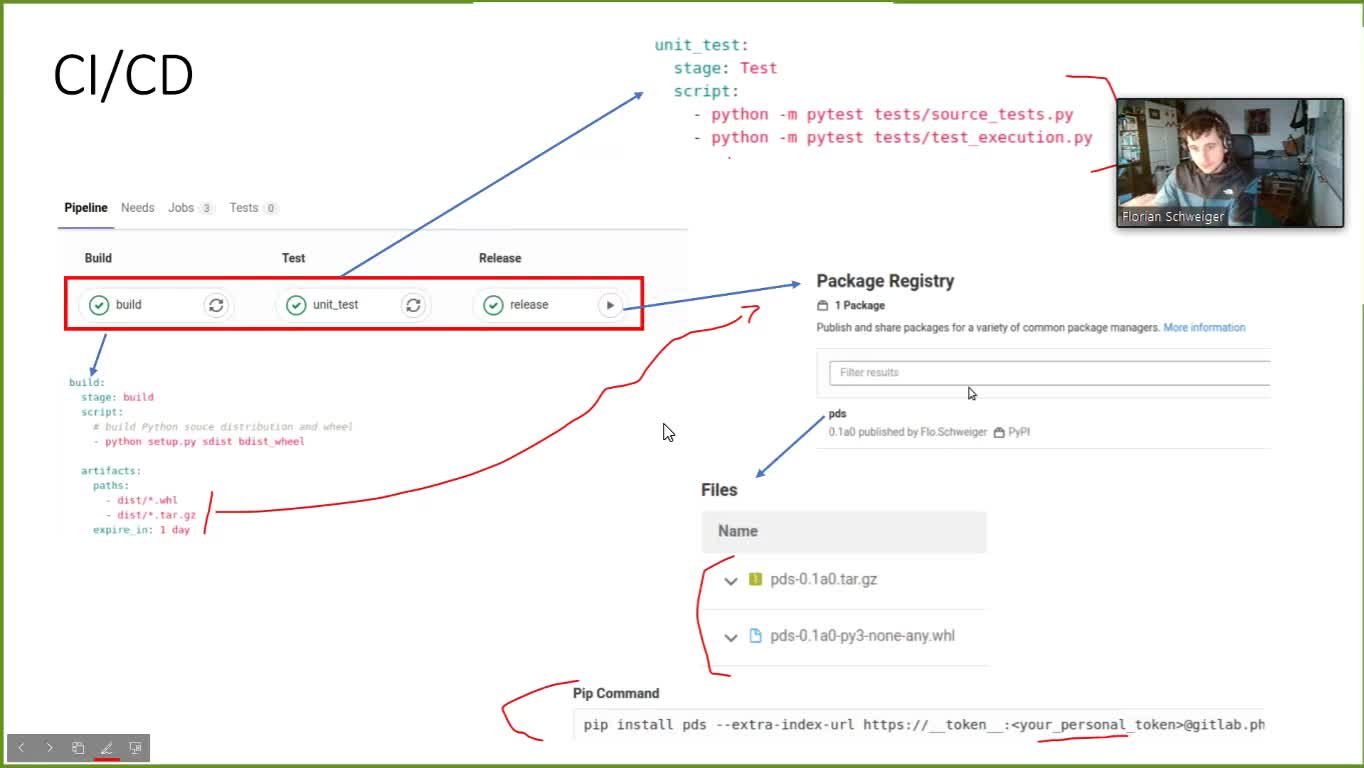 CI/CD
unit_test:
stage: Test
script:
- python -m pytest tests/source_tests.py
- python -m pytest tests/test_execution.py
Florian Schweiger
Pipeline Needs Jobs 3 Tests 0
Build Test Release
build unit_test release
build:
stage: build
script:
# build Python souce distribution and wheel
- python setup.py sdist bdist_wheel
artifacts:
paths:
- dist/*.whl
- dist/*.tar.gz
expire_in: 1 day
Package Registry
1 Package
Publish and share packages for a variety of common package managers. More information
Filter results
pds
0.1a0 published by Flo.Schweiger PyPI
Files
Name
pds-0.1a0.tar.gz
pds-0.1a0-py3-none-any.whl
Pip Command
pip install pds --extra-index-url https://__token__:<your_personal_token>@gitlab.ph